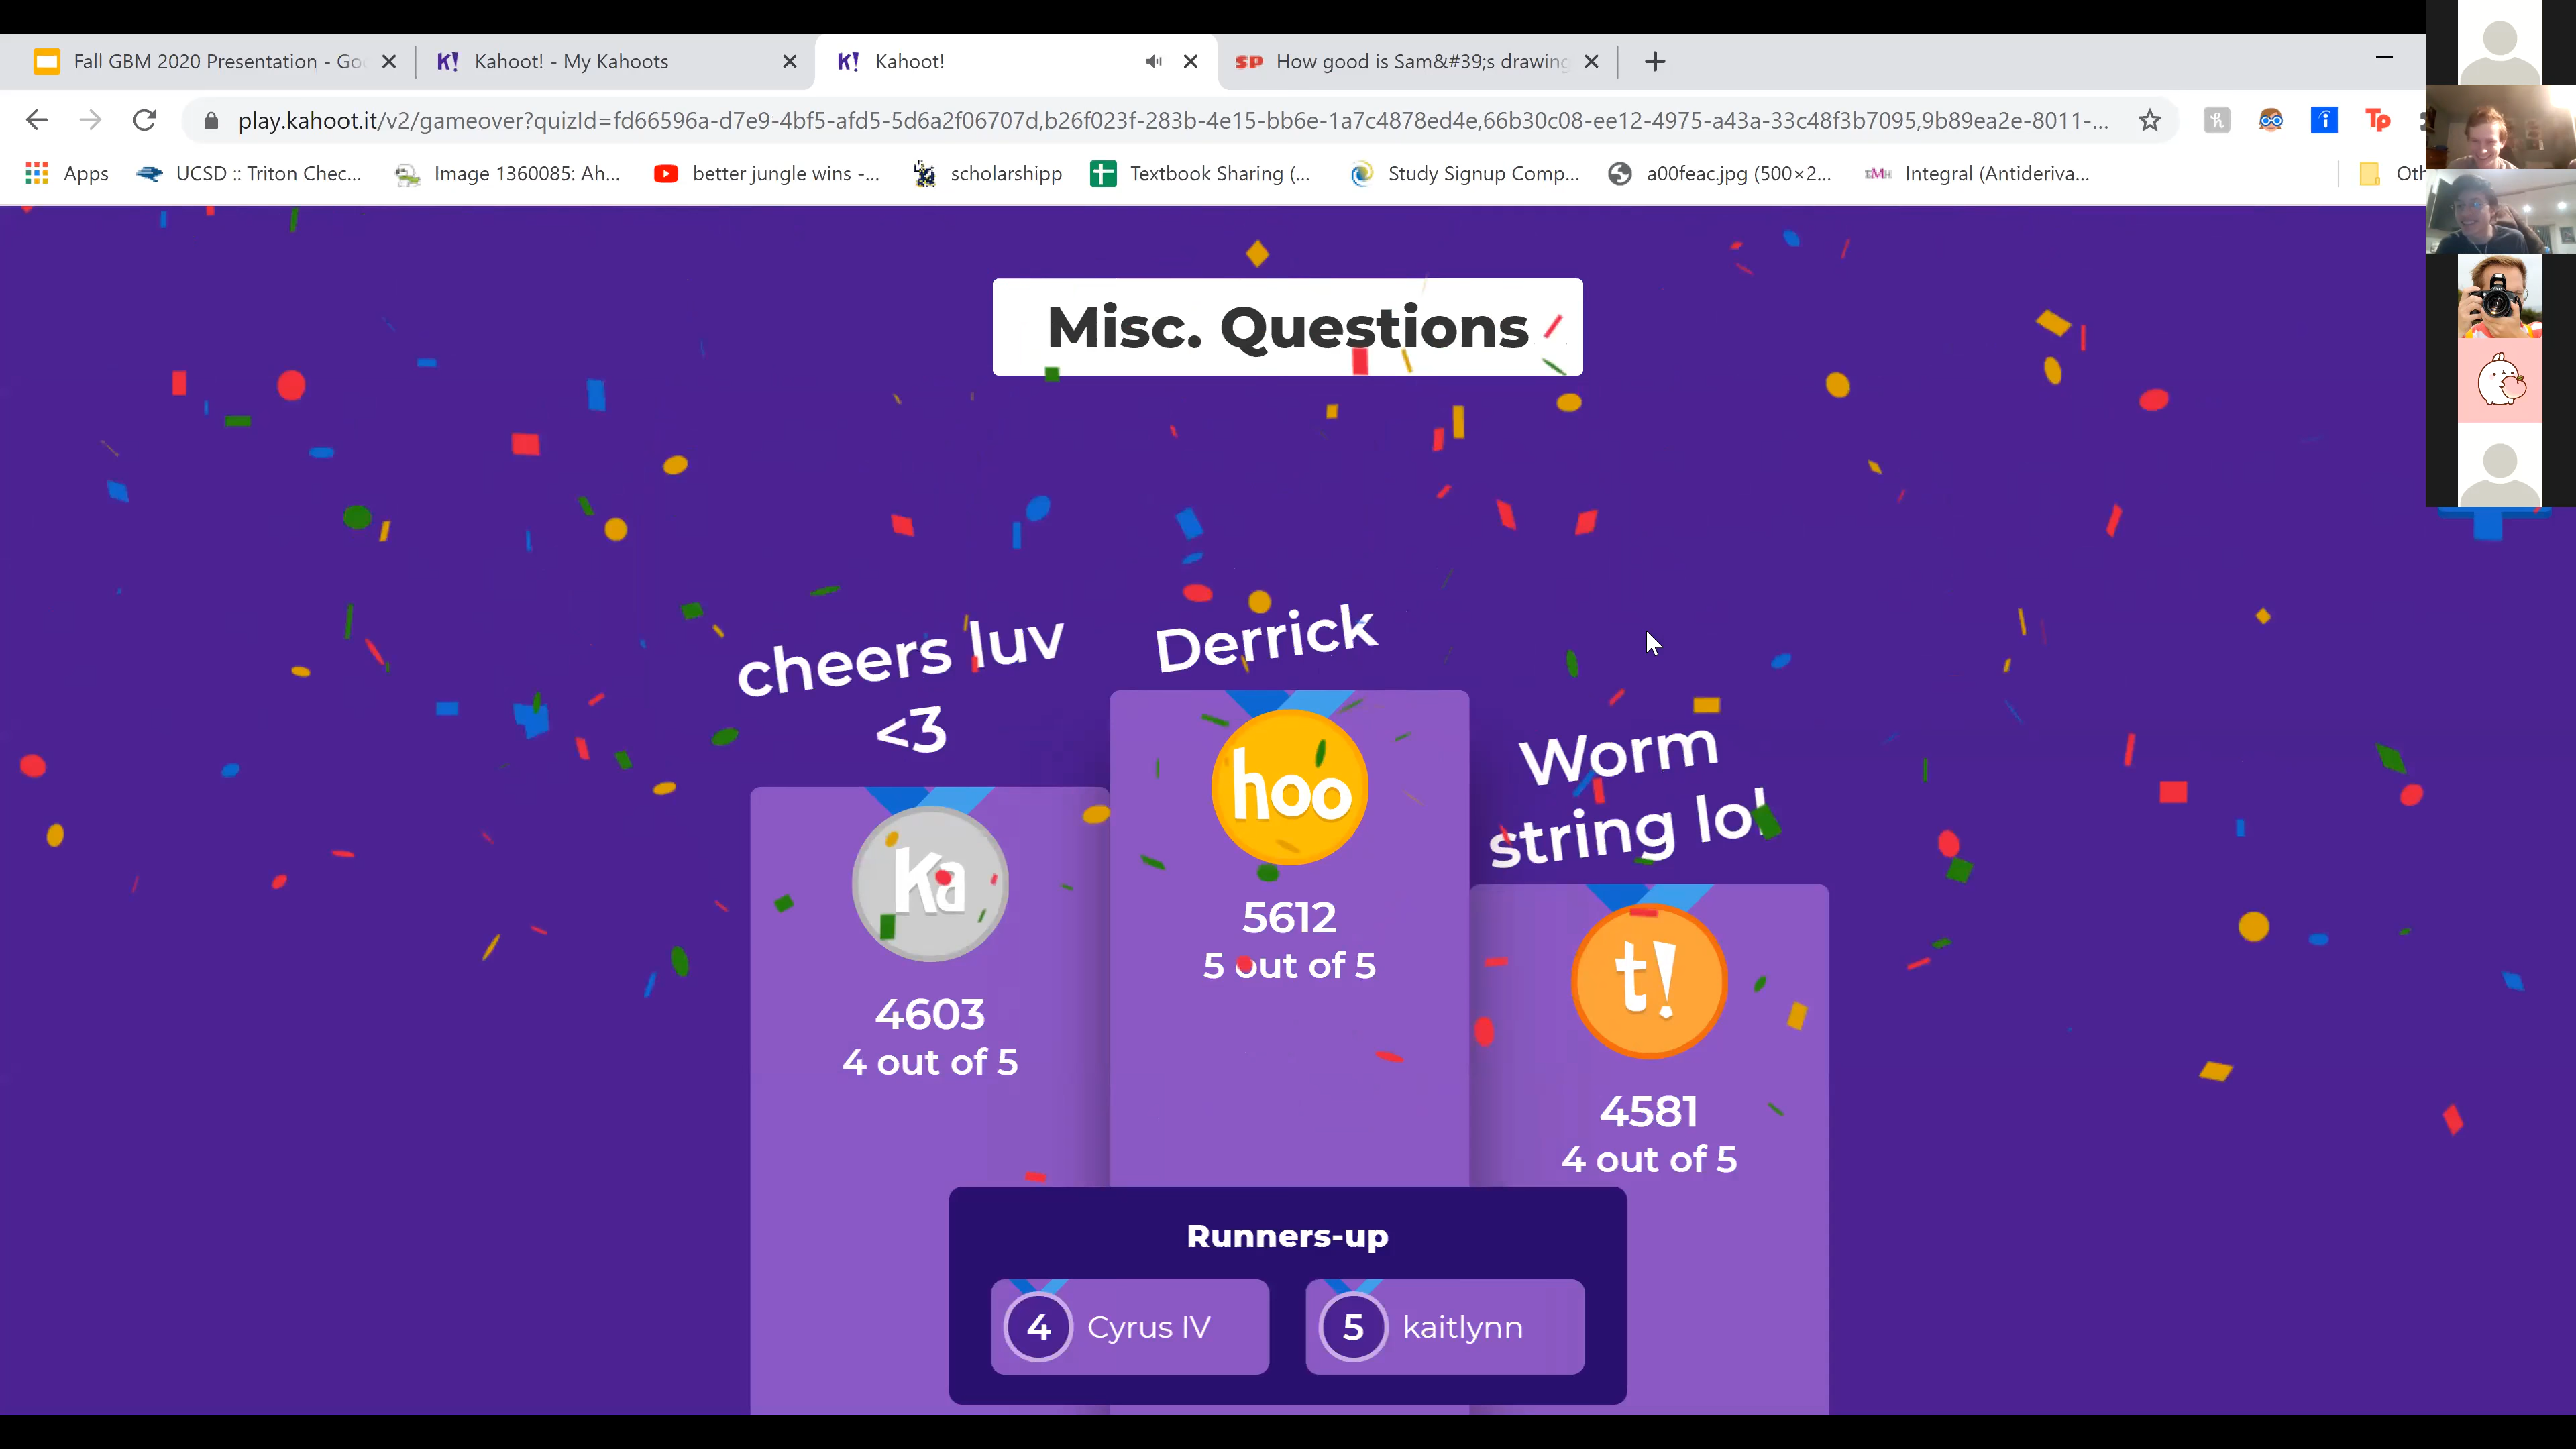 Fall GBM 2020 Presentation - Goo
Kahoot! - My Kahoots
Kahoot!
How good is Sam&#39;s drawing
play.kahoot.it/v2/gameover?quizId=fd66596a-d7e9-4bf5-afd5-5d6a2f06707d,b26f023f-283b-4e15-bb6e-1a7c4878ed4e,66b30c08-ee12-4975-a43a-33c48f3b7095,9b89ea2e-8011-...
Apps
UCSD :: Triton Chec...
Image 1360085: Ah...
better jungle wins -...
scholarshipp
Textbook Sharing (...
Study Signup Comp...
a00feac.jpg (500×2...
Integral (Antideriva...
Oth
Misc. Questions
cheers luv
<3
Derrick
Worm
string lol
Ka
hoo
t!
4603
4 out of 5
5612
5 out of 5
4581
4 out of 5
Runners-up
4 Cyrus IV
5 kaitlynn